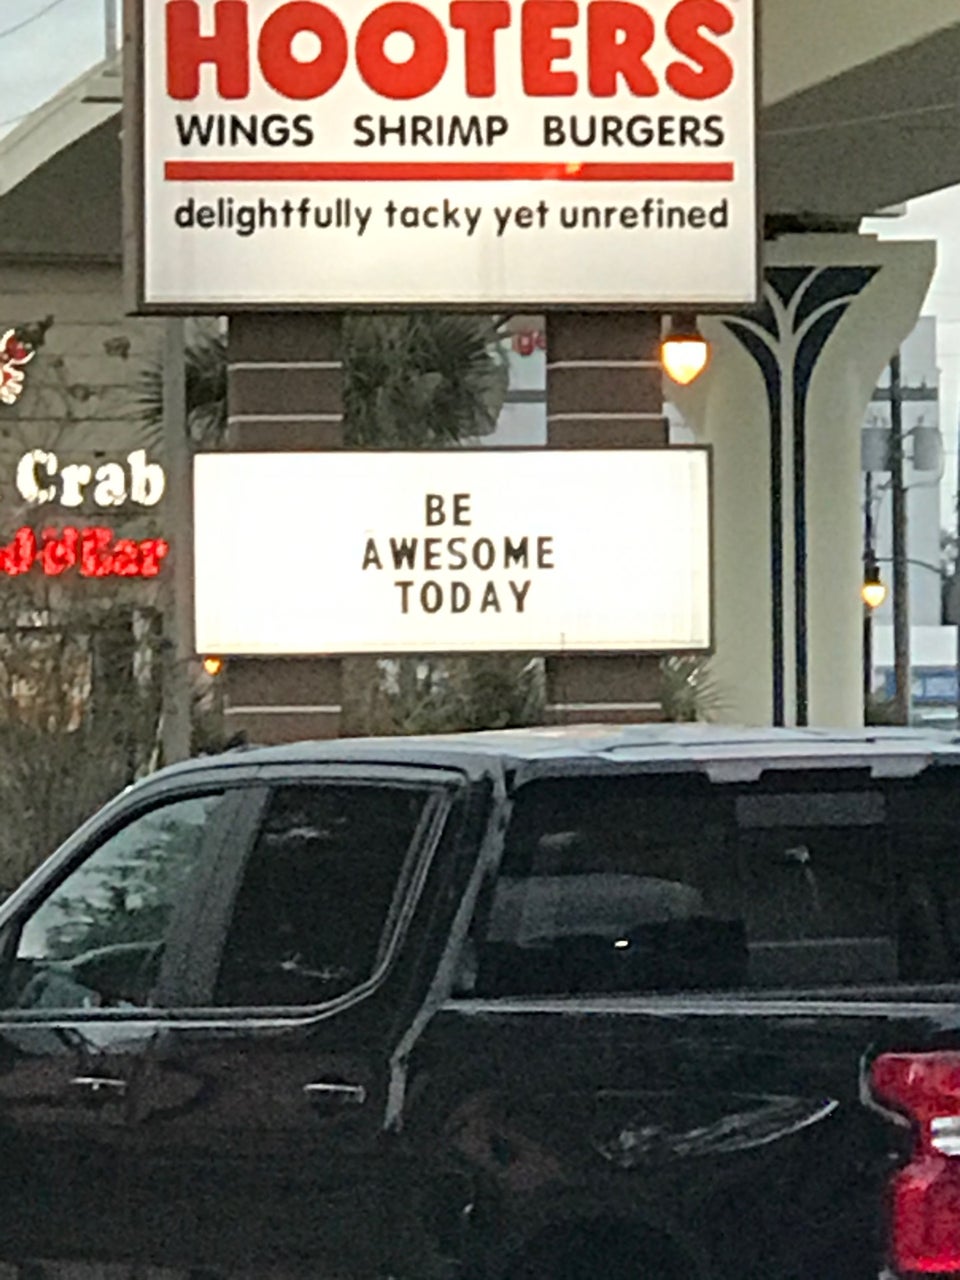 HOOTERS
WINGS SHRIMP BURGERS
delightfully tacky yet unrefined
Crab
BE
AWESOME
TODAY